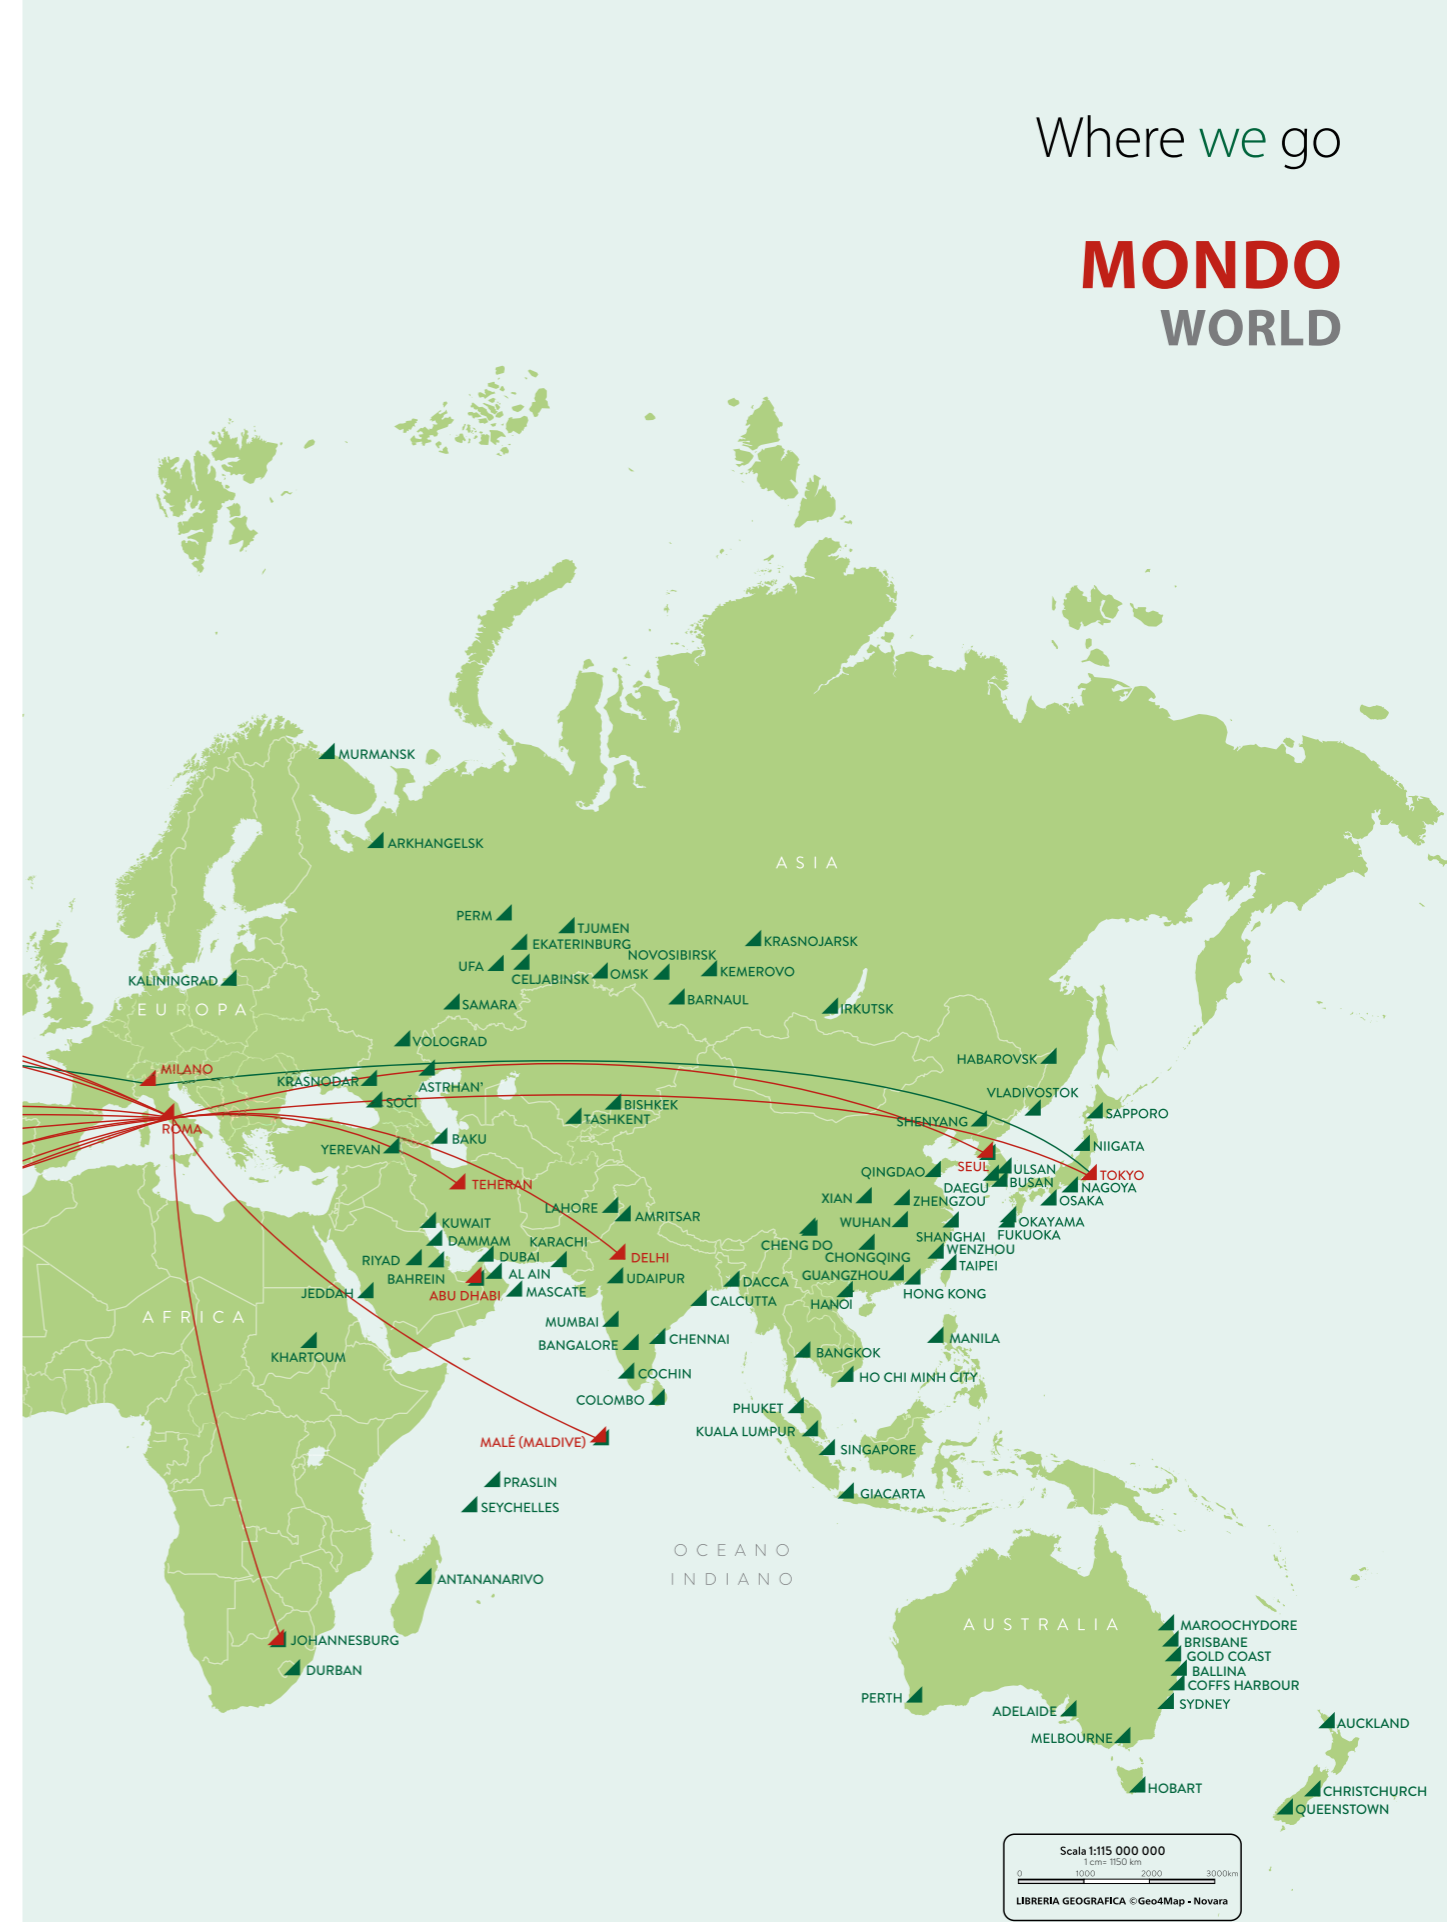 Where we go
MONDO
WORLD
MURMANSK
ARKHANGELSK
ASIA
PERM
TJUMEN
EKATERINBURG
KRASNOJARSK
NOVOSIBIRSK
UFA
CELJABINSK
OMSK
KEMEROVO
KALININGRAD
BARNAUL
SAMARA
IRKUTSK
EUROPA
VOLOGRAD
HABAROVSK
MILANO
KRASNODAR
ASTRHAN'
VLADIVOSTOK
SOČI
BISHKEK
TASHKENT
SHENYANG
SAPPORO
ROMA
BAKU
YEREVAN
NIIGATA
SEUL
ULSAN
QINGDAO
TOKYO
TEHERAN
BUSAN
DAEGU
NAGOYA
XIAN
ZHENGZOU
OSAKA
LAHORE
AMRITSAR
KUWAIT
WUHAN
OKAYAMA
SHANGHAI
FUKUOKA
DAMMAM
KARACHI
CHENG DO
WENZHOU
RIYAD
DUBAI
DELHI
CHONGQING
TAIPEI
BAHREIN
AL AIN
UDAIPUR
DACCA
GUANGZHOU
JEDDAH
ABU DHABI
MASCATE
CALCUTTA
HANOI
HONG KONG
AFRICA
MUMBAI
KHARTOUM
BANGALORE
CHENNAI
MANILA
BANGKOK
COCHIN
HO CHI MINH CITY
COLOMBO
PHUKET
KUALA LUMPUR
MALÉ (MALDIVE)
SINGAPORE
PRASLIN
GIACARTA
SEYCHELLES
OCEANO
INDIANO
ANTANANARIVO
AUSTRALIA
MAROOCHYDORE
JOHANNESBURG
BRISBANE
GOLD COAST
DURBAN
BALLINA
COFFS HARBOUR
PERTH
SYDNEY
ADELAIDE
AUCKLAND
MELBOURNE
HOBART
CHRISTCHURCH
QUEENSTOWN
Scala 1:115 000 000
1 cm= 1150 km
0 1000 2000 3000km
LIBRERIA GEOGRAFICA ©Geo4Map - Novara